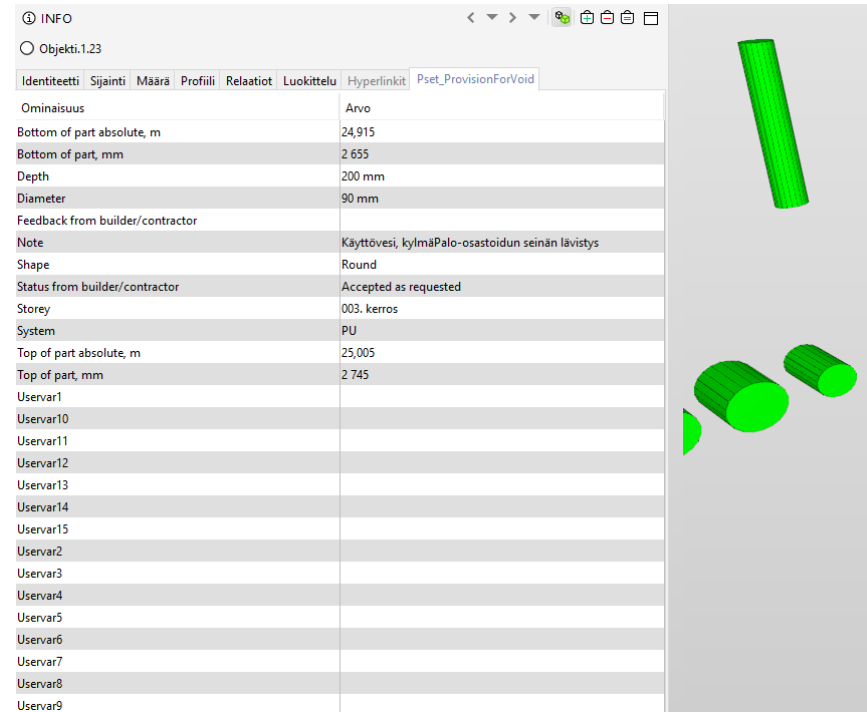 INFO
Objekti.1.23
Identiteetti Sijainti Määrä Profiili Relaatiot Luokittelu Hyperlinkit Pset_ProvisionForVoid
Ominaisuus Arvo
Bottom of part absolute, m 24,915
Bottom of part, mm 2 655
Depth 200 mm
Diameter 90 mm
Feedback from builder/contractor
Note Käyttövesi, kylmäPalo-osastoidun seinän lävistys
Shape Round
Status from builder/contractor Accepted as requested
Storey 003. kerros
System PU
Top of part absolute, m 25,005
Top of part, mm 2 745
Uservar1
Uservar10
Uservar11
Uservar12
Uservar13
Uservar14
Uservar15
Uservar2
Uservar3
Uservar4
Uservar5
Uservar6
Uservar7
Uservar8
Uservar9